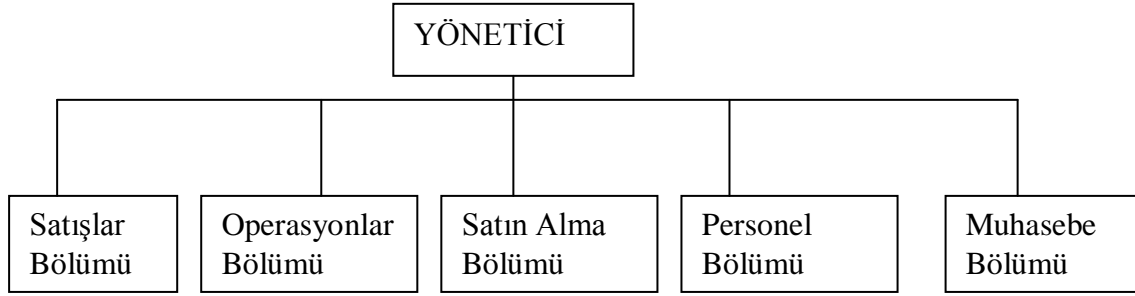 YÖNETİCİ
Satışlar
Bölümü
Operasyonlar
Bölümü
Satın Alma
Bölümü
Personel
Bölümü
Muhasebe
Bölümü